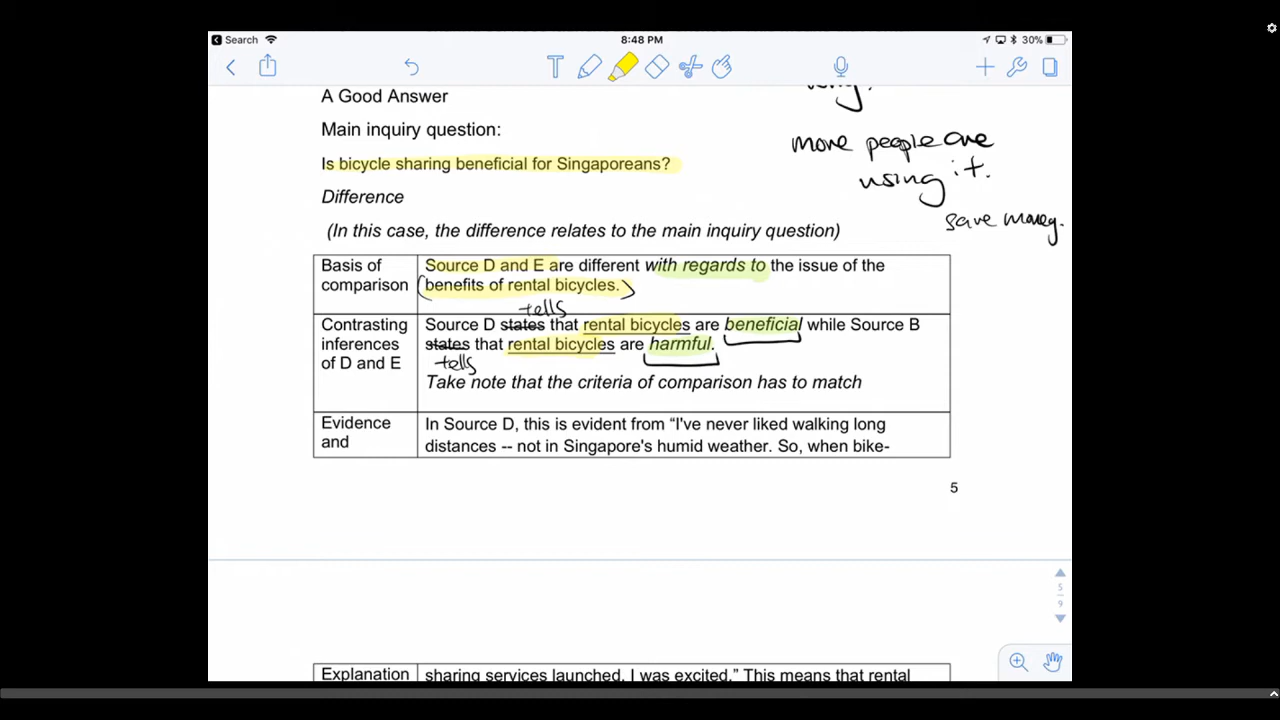 Search
8:48 PM
30%
A Good Answer
Main inquiry question:
more people are
Is bicycle sharing beneficial for Singaporeans?
using it.
Difference
save money.
(In this case, the difference relates to the main inquiry question)
Basis of comparison
Source D and E are different with regards to the issue of the
benefits of rental bicycles.
tells
Contrasting inferences of D and E
Source D states that rental bicycles are beneficial while Source B
states that rental bicycles are harmful.
tells
Take note that the criteria of comparison has to match
Evidence and
In Source D, this is evident from “I've never liked walking long
distances -- not in Singapore's humid weather. So, when bike-
5
5
9
Explanation
sharing services launched, I was excited.” This means that rental